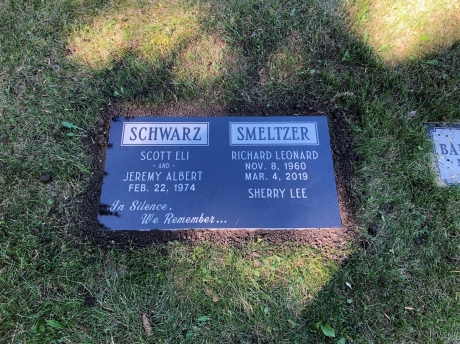 SCHWARZ
SCOTT ELI
- AND -
JEREMY ALBERT
FEB. 22, 1974
In Silence,
We Remember...
SMELTZER
RICHARD LEONARD
NOV. 8, 1960
MAR. 4, 2019
SHERRY LEE